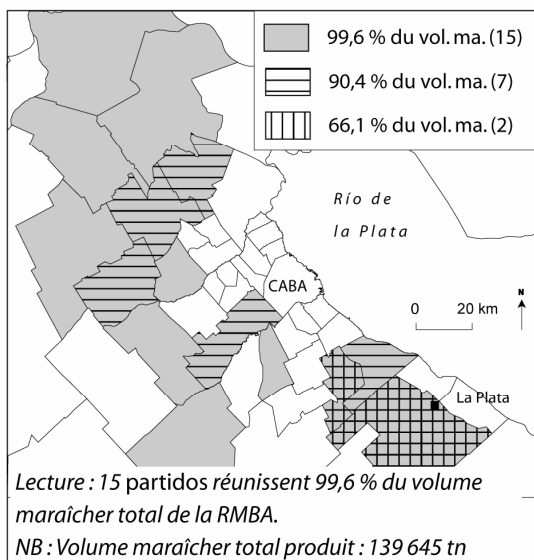 99,6 % du vol. ma. (15)
90,4 % du vol. ma. (7)
66,1 % du vol. ma. (2)
Río de
la Plata
CABA
N
0 20 km
La Plata
Lecture : 15 partidos réunissent 99,6 % du volume
maraîcher total de la RMBA.
NB : Volume maraîcher total produit : 139 645 tn